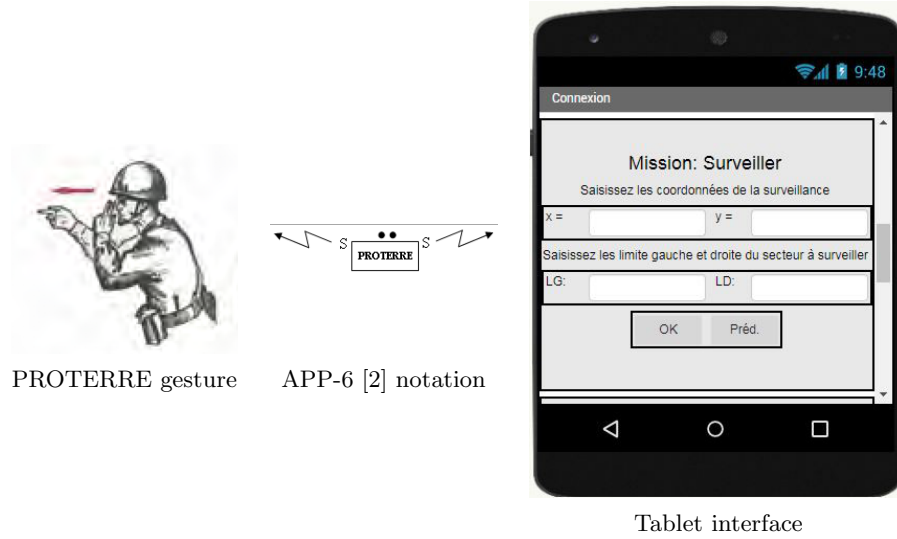 9:48
Connexion
Mission: Surveiller
Saisissez les coordonnées de la surveillance
x =
y =
Saisissez les limite gauche et droite du secteur à surveiller
LG:
LD:
OK
Préd.
S
S
PROTERRE
PROTERRE gesture
APP-6 [2] notation
Tablet interface